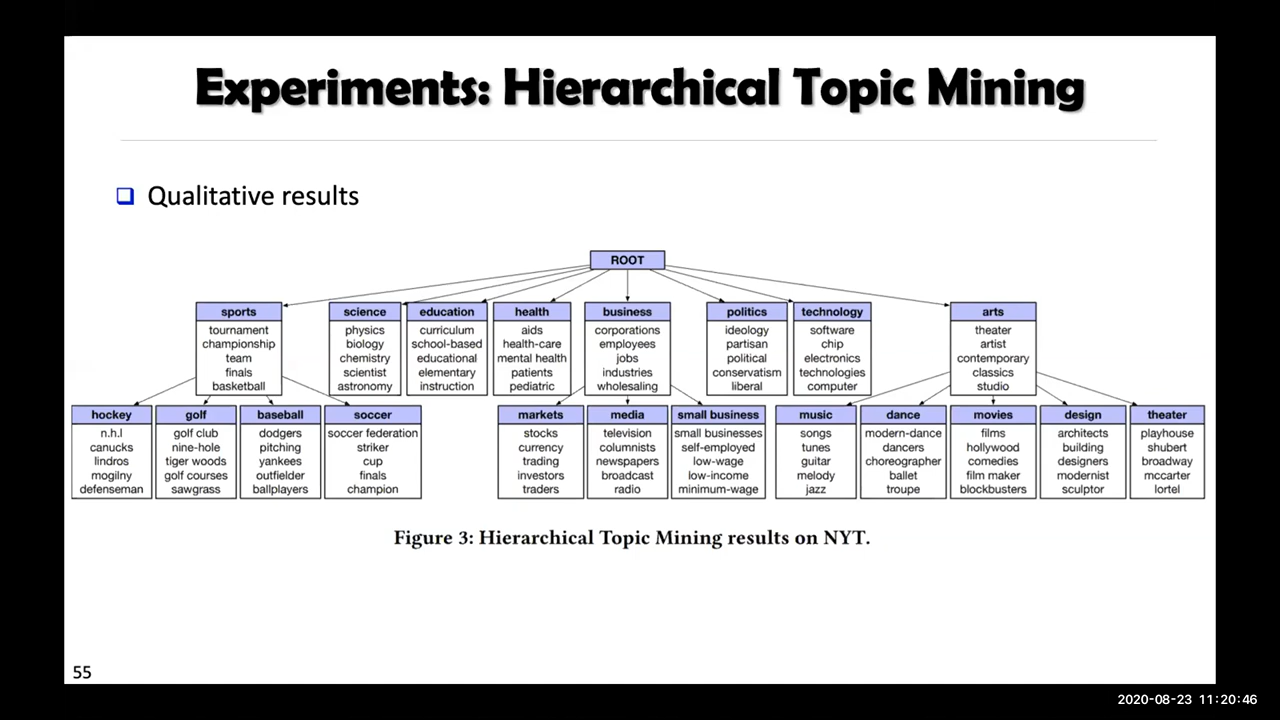 Experiments: Hierarchical Topic Mining
Qualitative results
ROOT
sports
tournament
championship
team
finals
basketball
science
physics
biology
chemistry
scientist
astronomy
education
curriculum
school-based
educational
elementary
instruction
health
aids
health-care
mental health
patients
pediatric
business
corporations
employees
jobs
industries
wholesaling
politics
ideology
partisan
political
conservatism
liberal
technology
software
chip
electronics
technologies
computer
arts
theater
artist
contemporary
classics
studio
hockey
n.h.l
canucks
lindros
mogilny
defenseman
golf
golf club
nine-hole
tiger woods
golf courses
sawgrass
baseball
dodgers
pitching
yankees
outfielder
ballplayers
soccer
soccer federation
striker
cup
finals
champion
markets
stocks
currency
trading
investors
traders
media
television
columnists
newspapers
broadcast
radio
small business
small businesses
self-employed
low-wage
low-income
minimum-wage
music
songs
tunes
guitar
melody
jazz
dance
modern-dance
dancers
choreographer
ballet
troupe
movies
films
hollywood
comedies
film maker
blockbusters
design
architects
building
designers
modernist
sculptor
theater
playhouse
shubert
broadway
mccarter
lortel
Figure 3: Hierarchical Topic Mining results on NYT.
55
2020-08-23 11:20:46